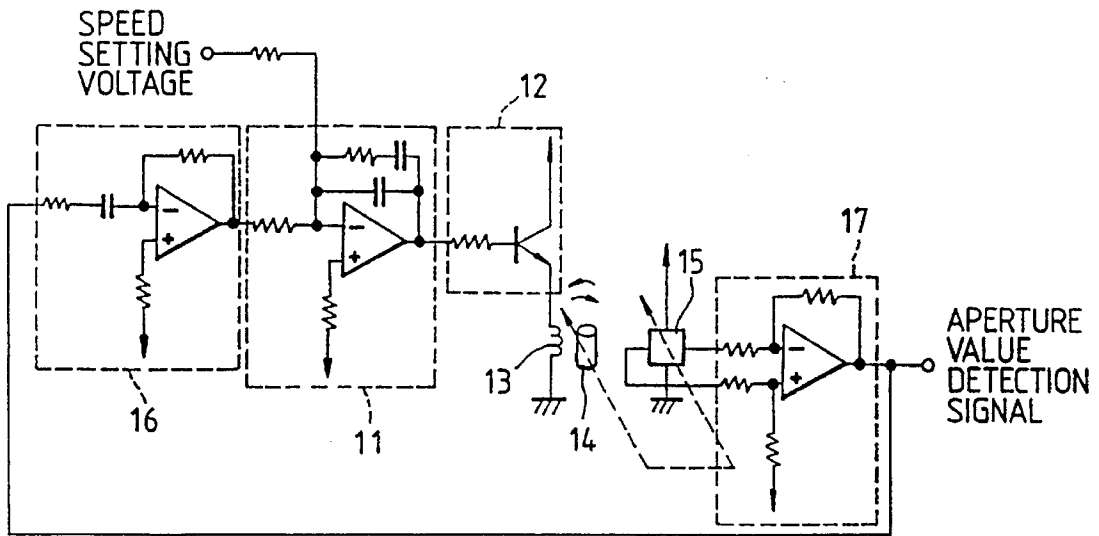 SPEED
SETTING
VOLTAGE
12
17
15
APERTURE
VALUE
DETECTION
SIGNAL
13
14
16
11